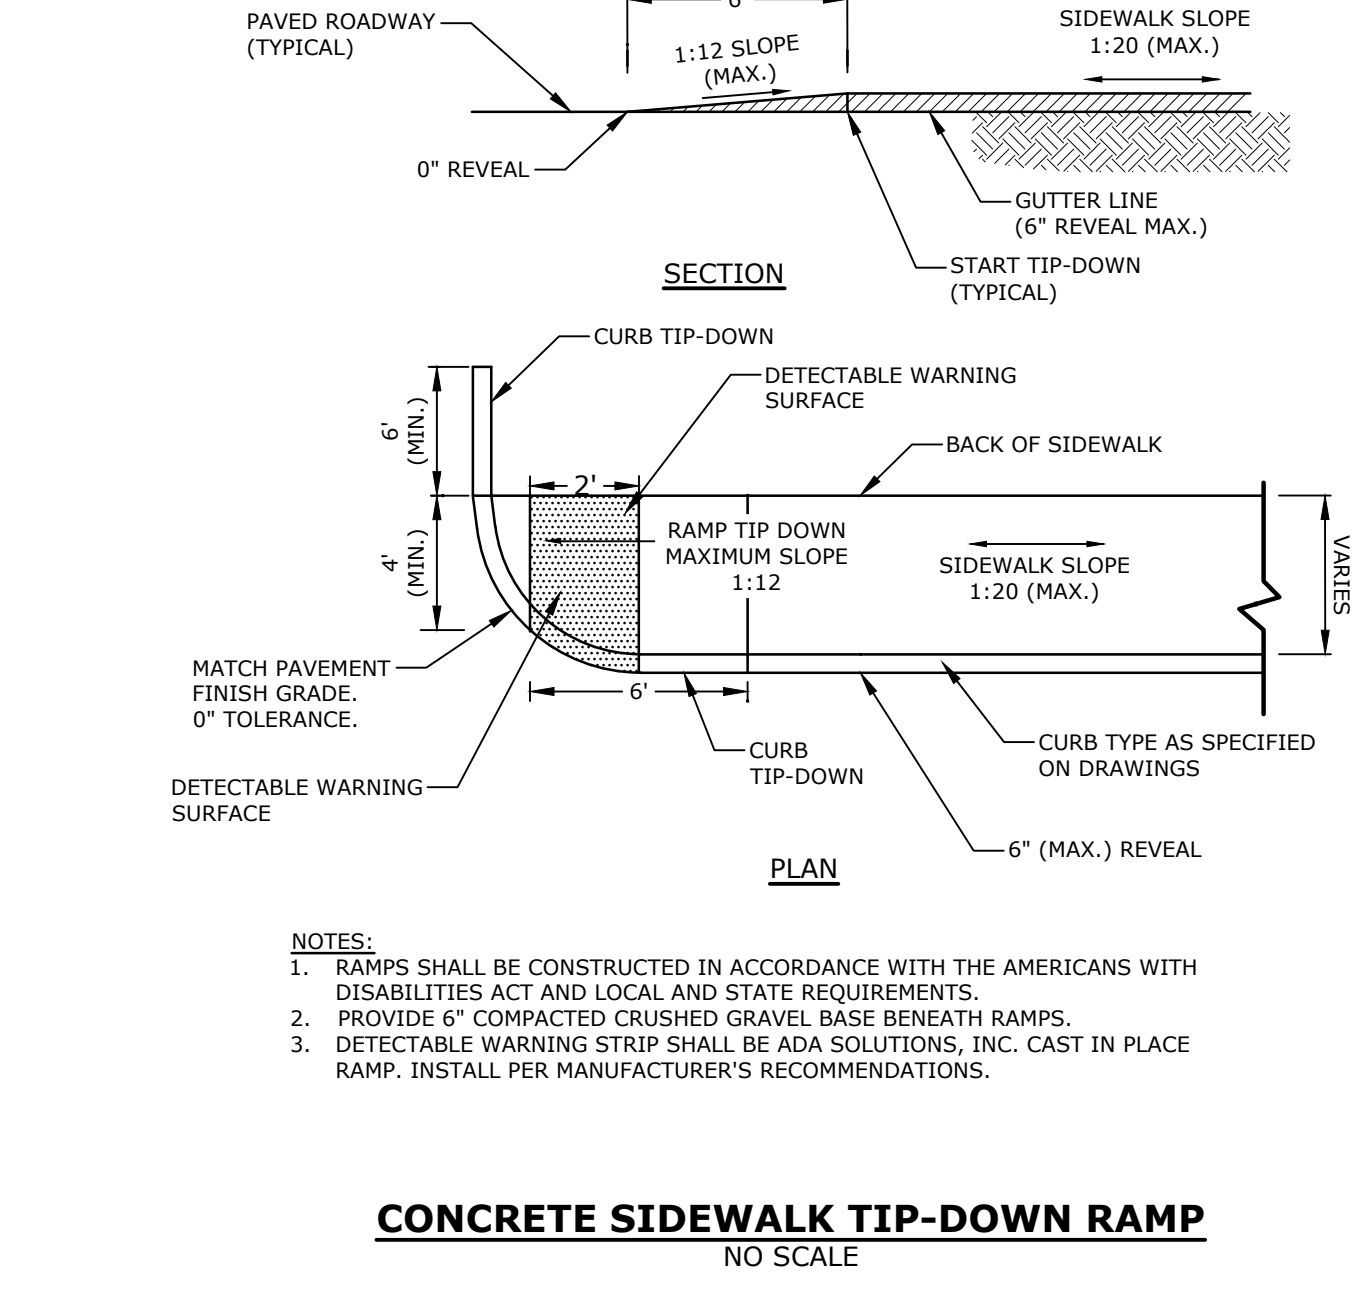 6'
PAVED ROADWAY
(TYPICAL)
1:12 SLOPE
(MAX.)
SIDEWALK SLOPE
1:20 (MAX.)
0" REVEAL
GUTTER LINE
(6" REVEAL MAX.)
START TIP-DOWN
(TYPICAL)
SECTION
CURB TIP-DOWN
DETECTABLE WARNING
SURFACE
6'
(MIN.)
BACK OF SIDEWALK
2'
4'
(MIN.)
RAMP TIP DOWN
MAXIMUM SLOPE
1:12
SIDEWALK SLOPE
1:20 (MAX.)
VARIES
MATCH PAVEMENT
FINISH GRADE.
0" TOLERANCE.
6'
CURB
TIP-DOWN
CURB TYPE AS SPECIFIED
ON DRAWINGS
DETECTABLE WARNING
SURFACE
6" (MAX.) REVEAL
PLAN
NOTES:
1. RAMPS SHALL BE CONSTRUCTED IN ACCORDANCE WITH THE AMERICANS WITH
DISABILITIES ACT AND LOCAL AND STATE REQUIREMENTS.
2. PROVIDE 6" COMPACTED CRUSHED GRAVEL BASE BENEATH RAMPS.
3. DETECTABLE WARNING STRIP SHALL BE ADA SOLUTIONS, INC. CAST IN PLACE
RAMP. INSTALL PER MANUFACTURER'S RECOMMENDATIONS.
CONCRETE SIDEWALK TIP-DOWN RAMP
NO SCALE